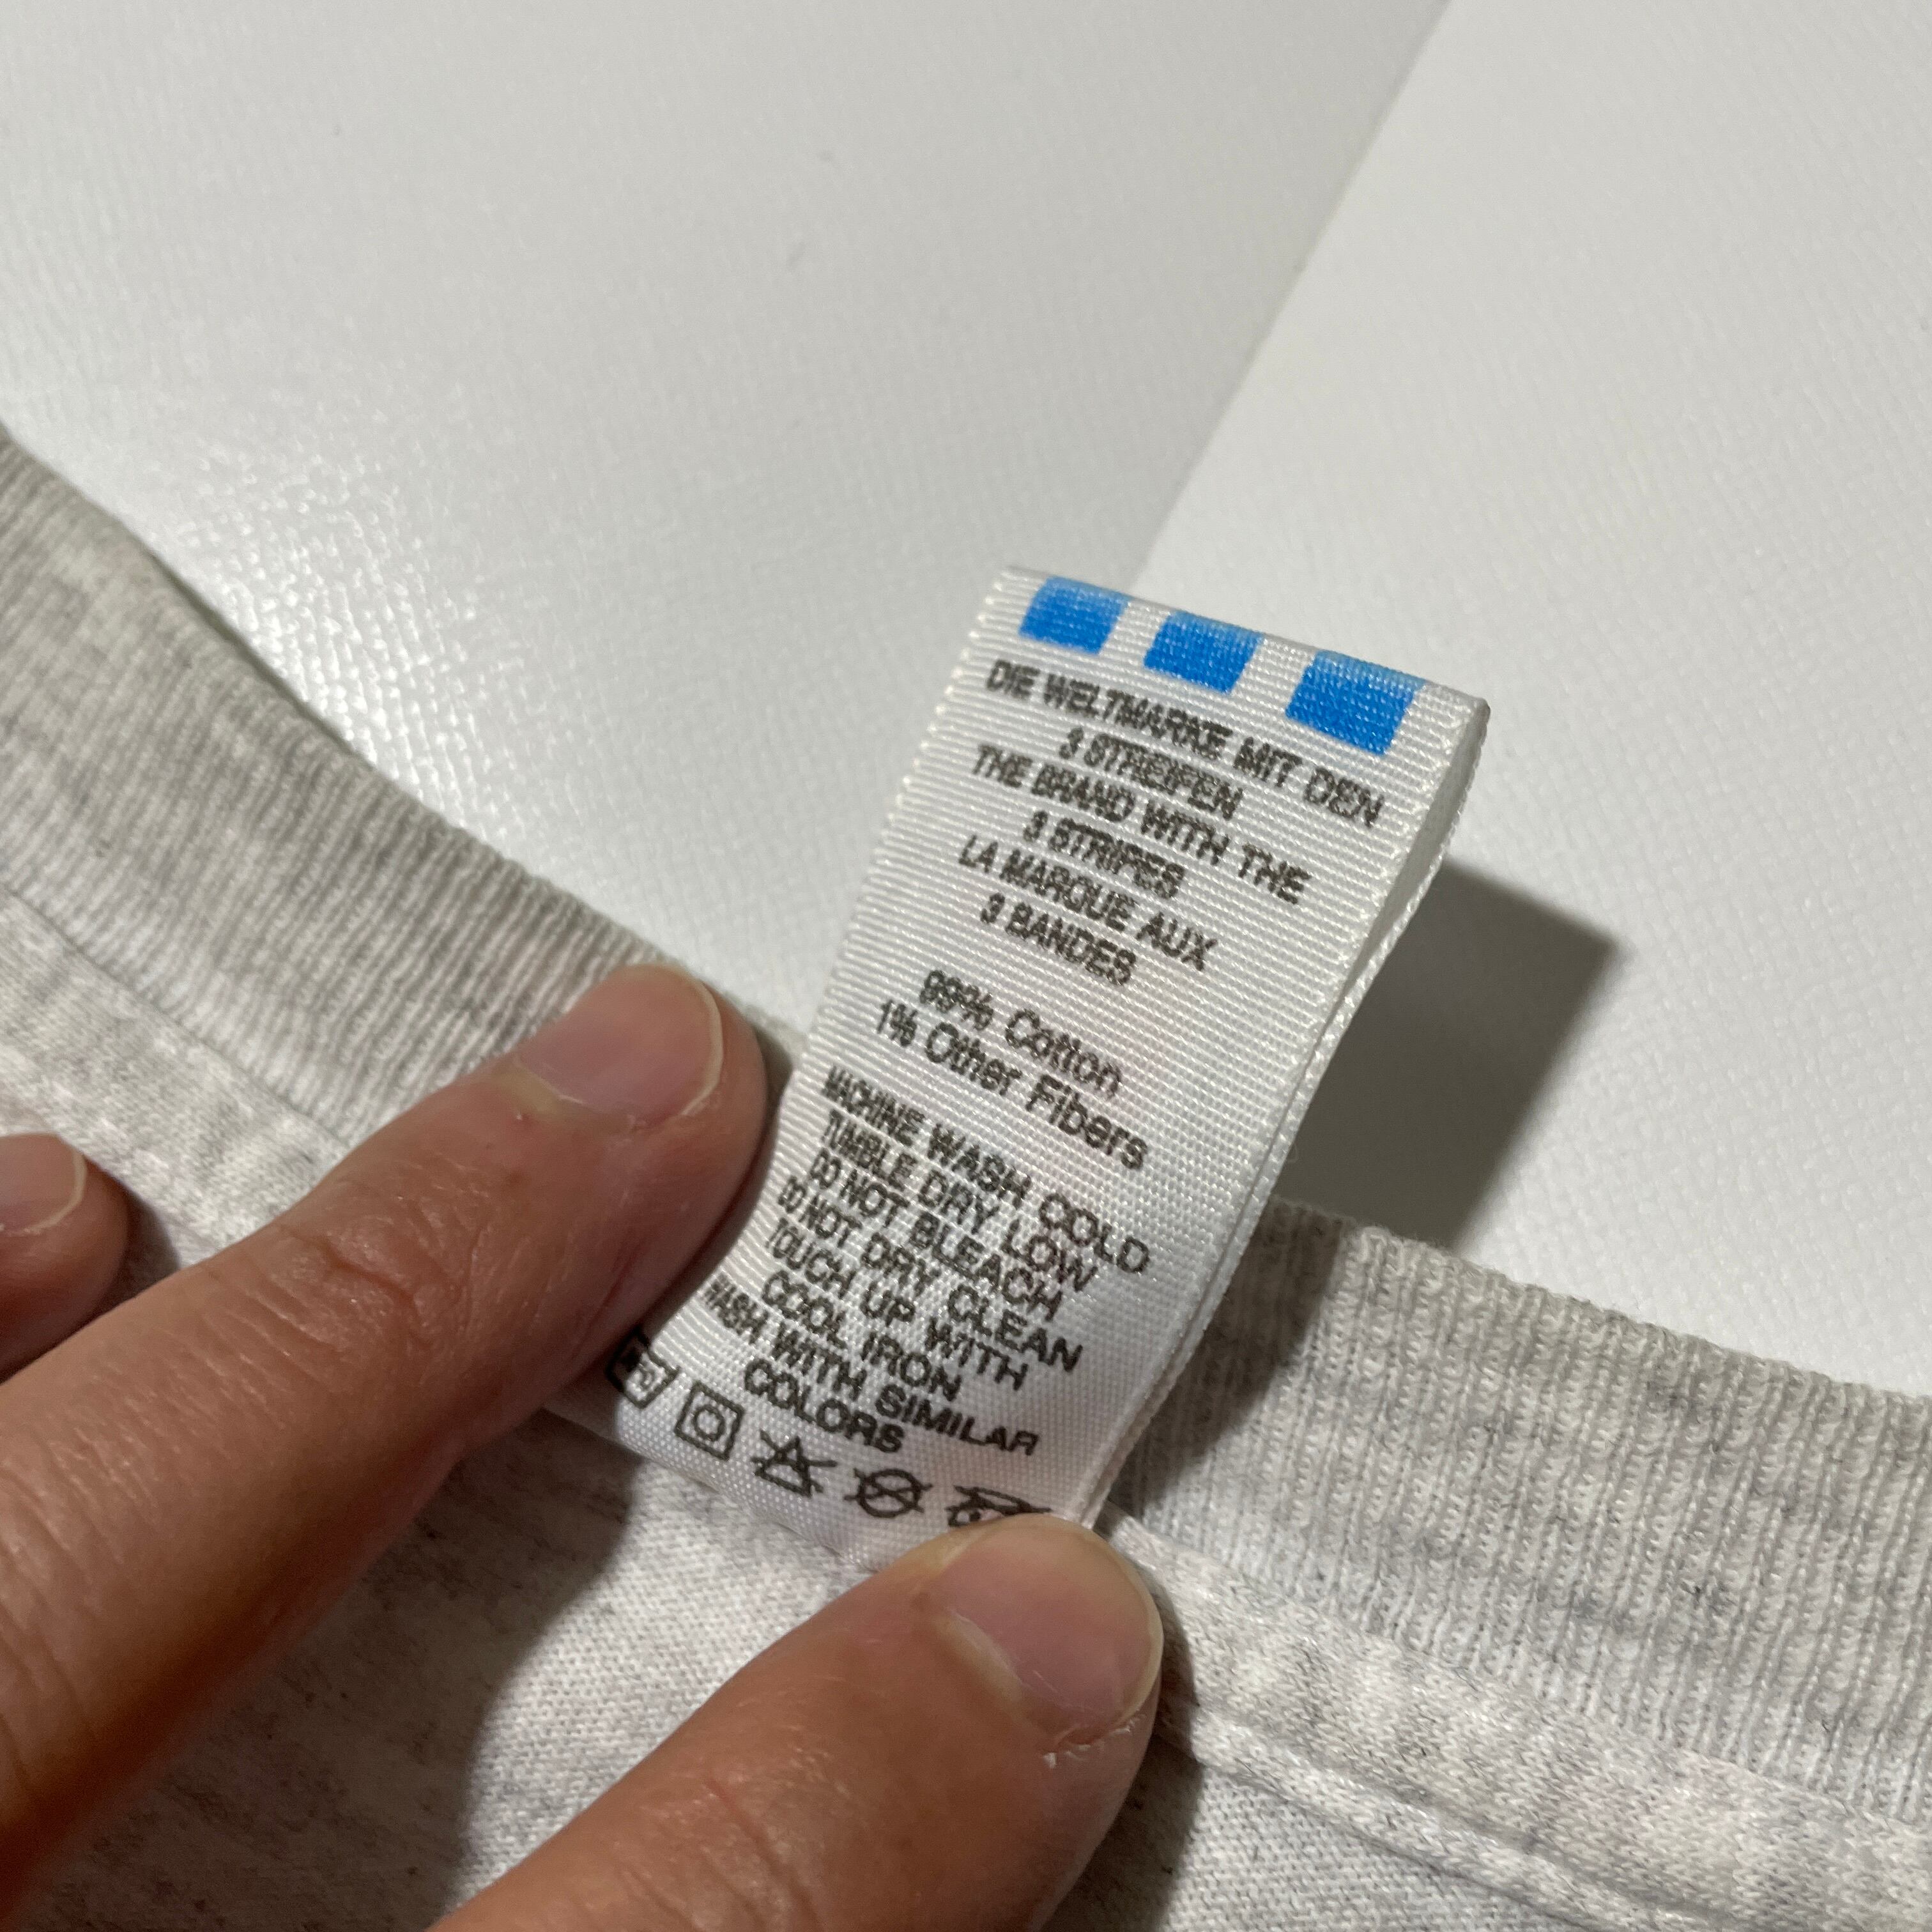 DIE WELTMARKE MIT DEN
3 STREIFEN
THE BRAND WITH THE
3 STRIPES
LA MARQUE AUX
3 BANDES
99% Cotton
1% Other Fibers
MACHINE WASH COLD
TUMBLE DRY LOW
DO NOT BLEACH
DO NOT DRY CLEAN
TOUCH UP WITH
COOL IRON
WASH WITH SIMILAR
COLORS